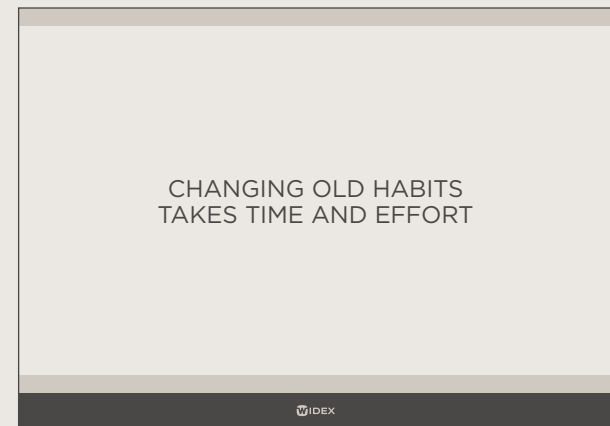 CHANGING OLD HABITS
TAKES TIME AND EFFORT
WIDEX